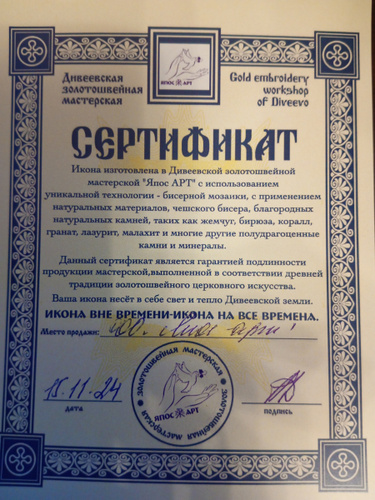 Дивеевская
золотошвейная
мастерская
ЯПОС АРТ
Gold embroidery
workshop
of Diveevo
СЕРТИФИКАТ
Икона изготовлена в Дивеевской золотошвейной
мастерской "Япос АРТ" с использованием
уникальной технологии - бисерной мозаики, с применением
натуральных материалов, чешского бисера, благородных
натуральных камней, таких как жемчуг, бирюза, коралл,
гранат, лазурит, малахит и многие другие полудрагоценные
камни и минералы.
Данный сертификат является гарантией подлинности
продукции мастерской,выполненной в соответствии древней
традиции золотошвейного церковного искусства.
Ваша икона несёт в себе свет и тепло Дивеевской земли.
ИКОНА ВНЕ ВРЕМЕНИ-ИКОНА НА ВСЕ ВРЕМЕНА.
Место продажи:
18.11.24
дата
Золотошвейная мастерская
ЯПОС АРТ
Золотошвейная мастерская
подпись